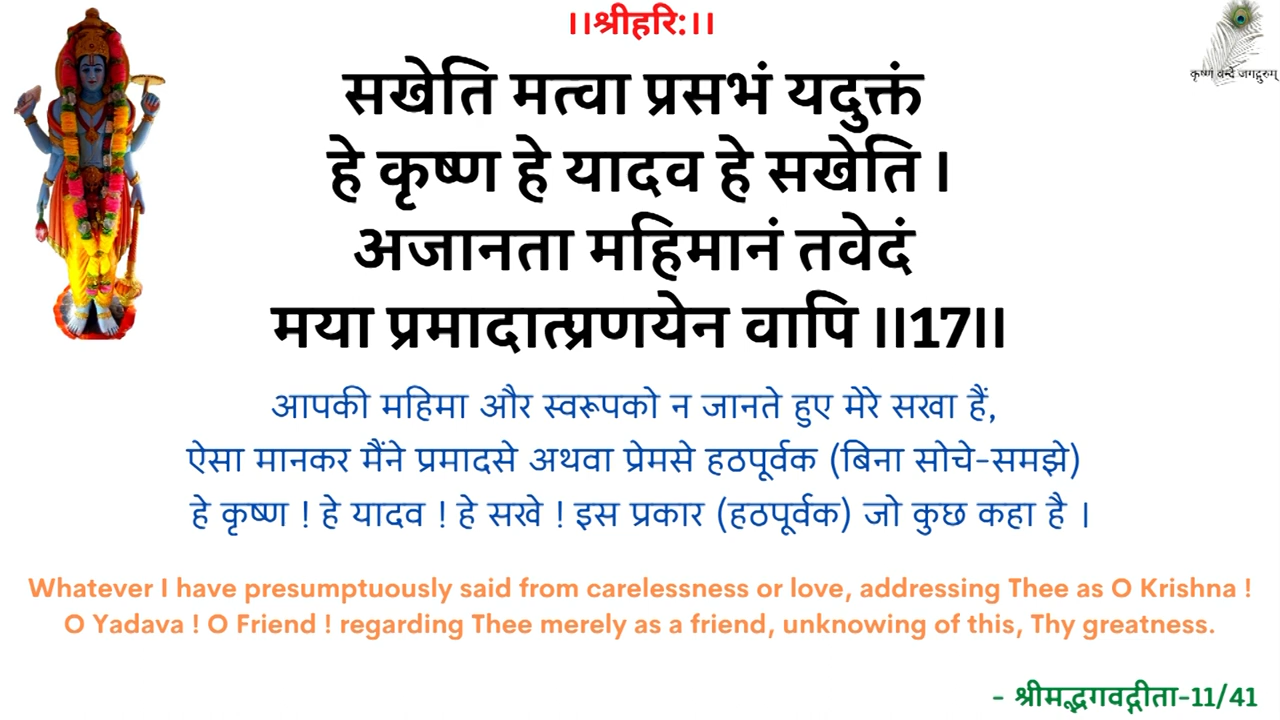 ।।श्रीहरि:।।
कृष्णं वन्दे जगद्गुरुम्
सखेति मत्वा प्रसभं यदुक्तं
हे कृष्ण हे यादव हे सखेति ।
अजानता महिमानं तवेदं
मया प्रमादात्प्रणयेन वापि ।।17।।
आपकी महिमा और स्वरूपको न जानते हुए मेरे सखा हैं,
ऐसा मानकर मैंने प्रमादसे अथवा प्रेमसे हठपूर्वक (बिना सोचे-समझे)
हे कृष्ण ! हे यादव ! हे सखे ! इस प्रकार (हठपूर्वक) जो कुछ कहा है ।
Whatever I have presumptuously said from carelessness or love, addressing Thee as O Krishna !
O Yadava ! O Friend ! regarding Thee merely as a friend, unknowing of this, Thy greatness.
- श्रीमद्भगवद्गीता-11/41